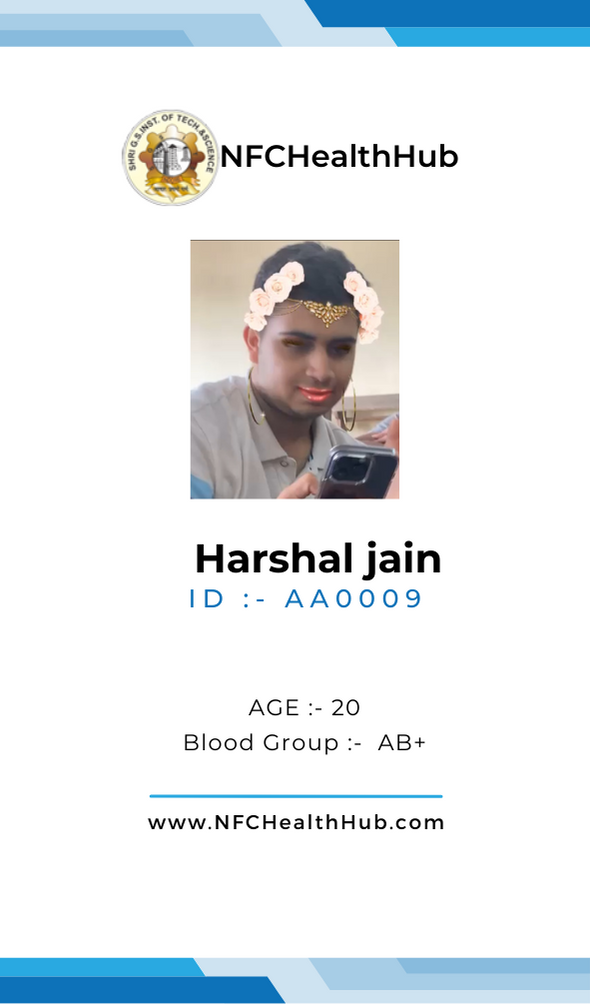 SHRI G.S.INST. OF TECH.&SCIENCE
NFCHealthHub
Harshal jain
ID :- AA0009
AGE :- 20
Blood Group :- AB+
www.NFCHealthHub.com